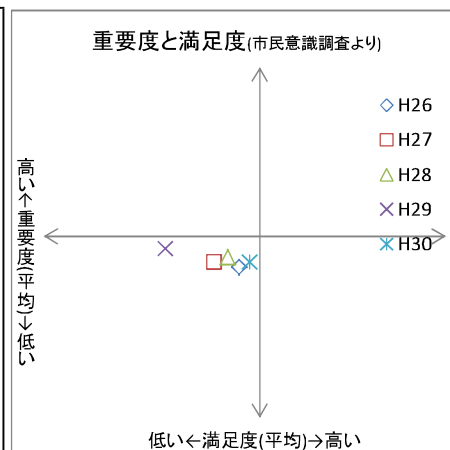 重要度と満足度(市民意識調査より)
H26
H27
H28
H29
H30
高い↑重要度(平均)↓低い
低い←満足度(平均)→高い